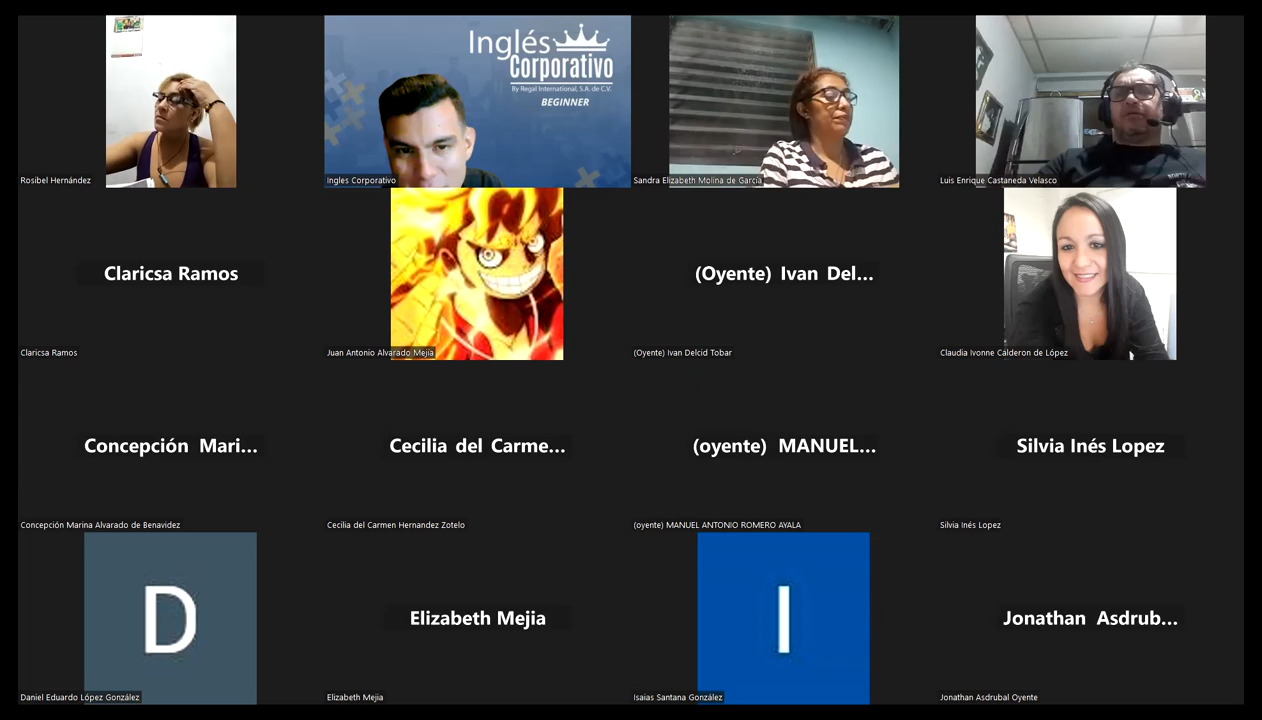 Inglés
Corporativo
By Regal International, S.A. de C.V.
BEGINNER
Rosibel Hernández
Ingles Corporativo
Sandra Elizabeth Molina de García
Luis Enrique Castaneda Velasco
Claricsa Ramos
(Oyente) Ivan Del...
Claricsa Ramos
Juan Antonio Alvarado Mejía
(Oyente) Ivan Delcid Tobar
Claudia Ivonne Calderon de López
Concepción Mari...
Cecilia del Carme...
(oyente) MANUEL...
Silvia Inés Lopez
Concepción Marina Alvarado de Benavidez
Cecilia del Carmen Hernandez Zotelo
(oyente) MANUEL ANTONIO ROMERO AYALA
Silvia Inés Lopez
D
Elizabeth Mejia
I
Jonathan Asdrub...
Daniel Eduardo López González
Elizabeth Mejia
Isaias Santana González
Jonathan Asdrubal Oyente